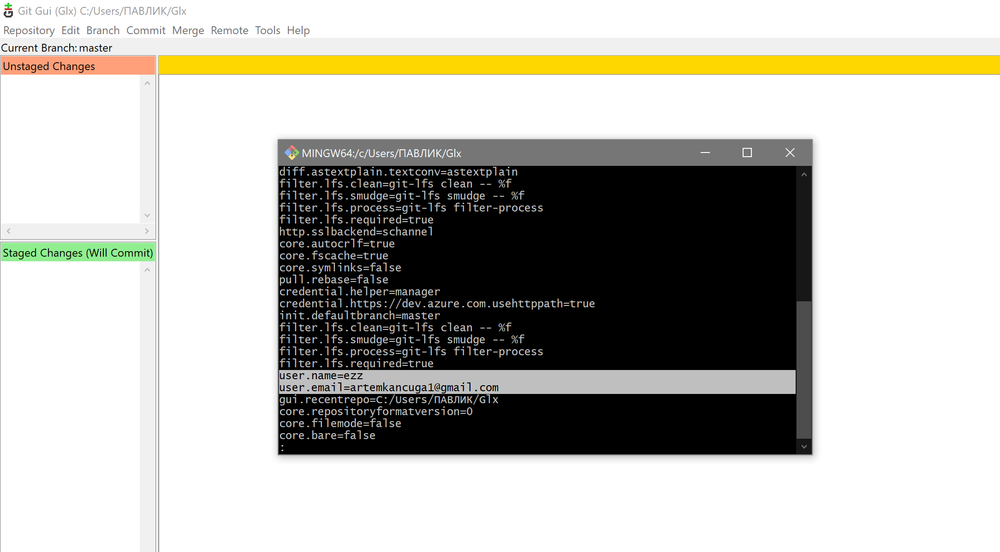 Git Gui (Glx) C:/Users/ПАВЛИК/Glx
Repository Edit Branch Commit Merge Remote Tools Help
Current Branch: master
Unstaged Changes
Staged Changes (Will Commit)
MINGW64:/c/Users/ПАВЛИК/Glx
diff.astextplain.textconv=astextplain
filter.lfs.clean=git-lfs clean -- %f
filter.lfs.smudge=git-lfs smudge -- %f
filter.lfs.process=git-lfs filter-process
filter.lfs.required=true
http.sslbackend=schannel
core.autocrlf=true
core.fscache=true
core.symlinks=false
pull.rebase=false
credential.helper=manager
credential.https://dev.azure.com.usehttppath=true
init.defaultbranch=master
filter.lfs.clean=git-lfs clean -- %f
filter.lfs.smudge=git-lfs smudge -- %f
filter.lfs.process=git-lfs filter-process
filter.lfs.required=true
user.name=ezz
user.email=artemkancuga1@gmail.com
gui.recentrepo=C:/Users/ПАВЛИК/Glx
core.repositoryformatversion=0
core.filemode=false
core.bare=false
: